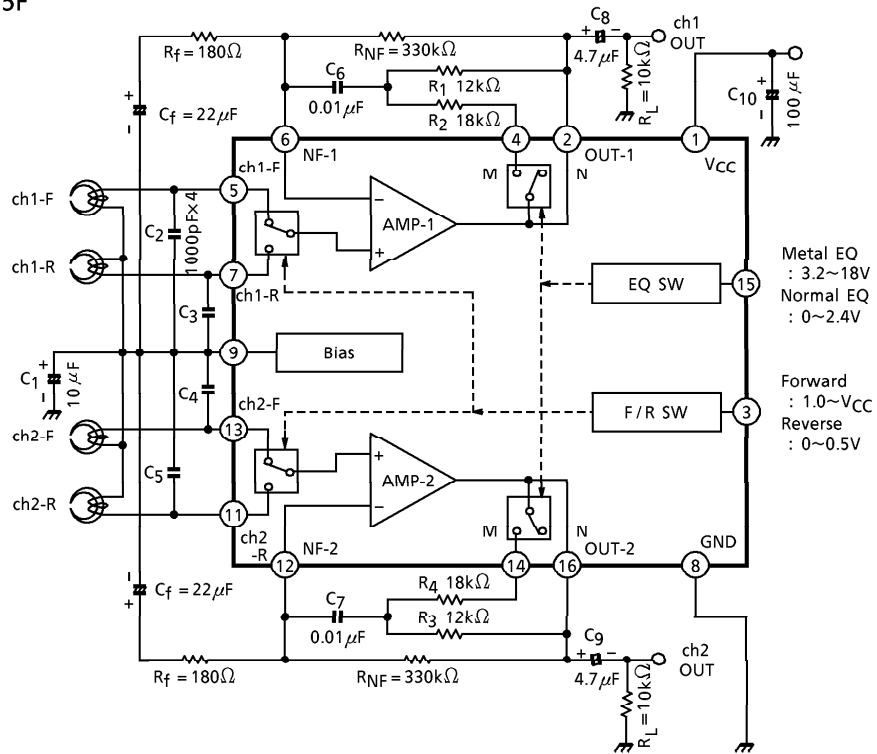 5F
C8
+ −
4.7μF
ch1
OUT
Rf = 180Ω
RNF = 330kΩ
RL = 10kΩ
C6
0.01μF
R1 12kΩ
R2 18kΩ
+
C10
−
100μF
+
−
Cf = 22μF
6
NF-1
4
2
OUT-1
1
VCC
ch1-F
ch1-F
5
M
N
C2
1000pF×4
−
AMP-1
+
ch1-R
7
ch1-R
C3
EQ SW
15
Metal EQ
: 3.2~18V
Normal EQ
: 0~2.4V
C1
+
−
10μF
9
Bias
C4
ch2-F
13
ch2-F
F/R SW
3
Forward
: 1.0~VCC
Reverse
: 0~0.5V
C5
+
AMP-2
−
ch2-R
11
ch2
-R
M
N
12
NF-2
14
16
OUT-2
8
GND
−
+
Cf = 22μF
C7
0.01μF
R4 18kΩ
R3 12kΩ
C9
+ −
4.7μF
ch2
OUT
Rf = 180Ω
RNF = 330kΩ
RL = 10kΩ